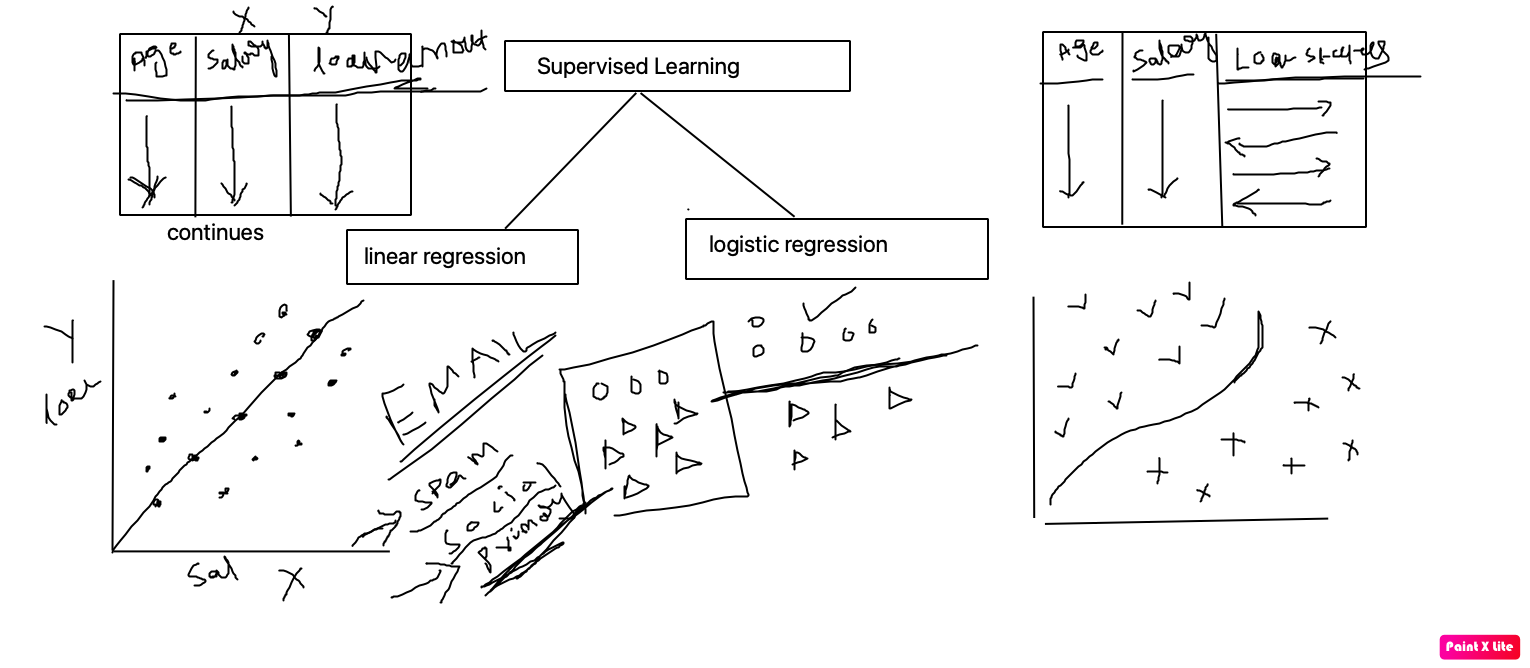 X Y
Age Salary loan amout
Supervised Learning
Age Salary Loan status
continues
linear regression
logistic regression
Y
loan
EMAIL
SPAM
Social
Primary
Sal X
Paint X Lite